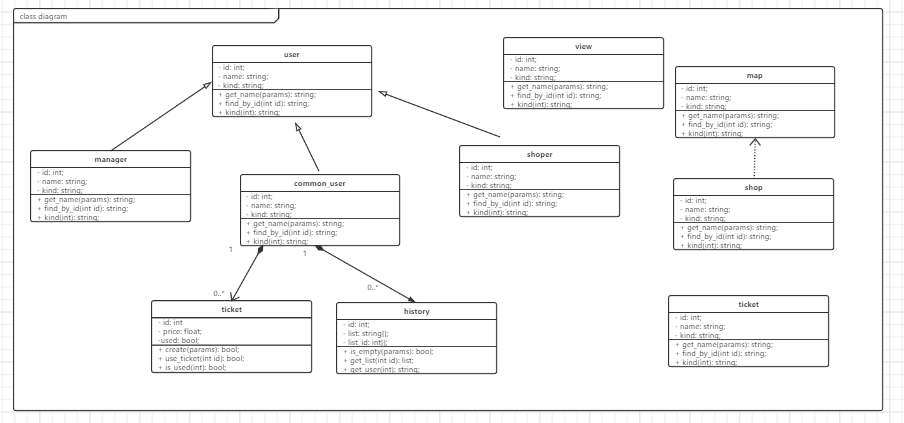 class diagram
user
- id: int;
- name: string;
- kind: string;
+ get_name(params): string;
+ find_by_id(int id): string;
+ kind(int): string;
view
- id: int;
- name: string;
- kind: string;
+ get_name(params): string;
+ find_by_id(int id): string;
+ kind(int): string;
map
- id: int;
- name: string;
- kind: string;
+ get_name(params): string;
+ find_by_id(int id): string;
+ kind(int): string;
manager
- id: int;
- name: string;
- kind: string;
+ get_name(params): string;
+ find_by_id(int id): string;
+ kind(int): string;
common_user
- id: int;
- name: string;
- kind: string;
+ get_name(params): string;
+ find_by_id(int id): string;
+ kind(int): string;
shoper
- id: int;
- name: string;
- kind: string;
+ get_name(params): string;
+ find_by_id(int id): string;
+ kind(int): string;
shop
- id: int;
- name: string;
- kind: string;
+ get_name(params): string;
+ find_by_id(int id): string;
+ kind(int): string;
1
1
0..*
0..*
ticket
- id: int
- price: float;
-used: bool;
+ create(params): bool;
+ use_ticket(int id): bool;
+ is_used(int): bool;
history
- id: int;
- list: string[];
- list_id: int[];
+ is_empty(params): bool;
+ get_list(int id): list;
+ get_user(int): string;
ticket
- id: int;
- name: string;
- kind: string;
+ get_name(params): string;
+ find_by_id(int id): string;
+ kind(int): string;